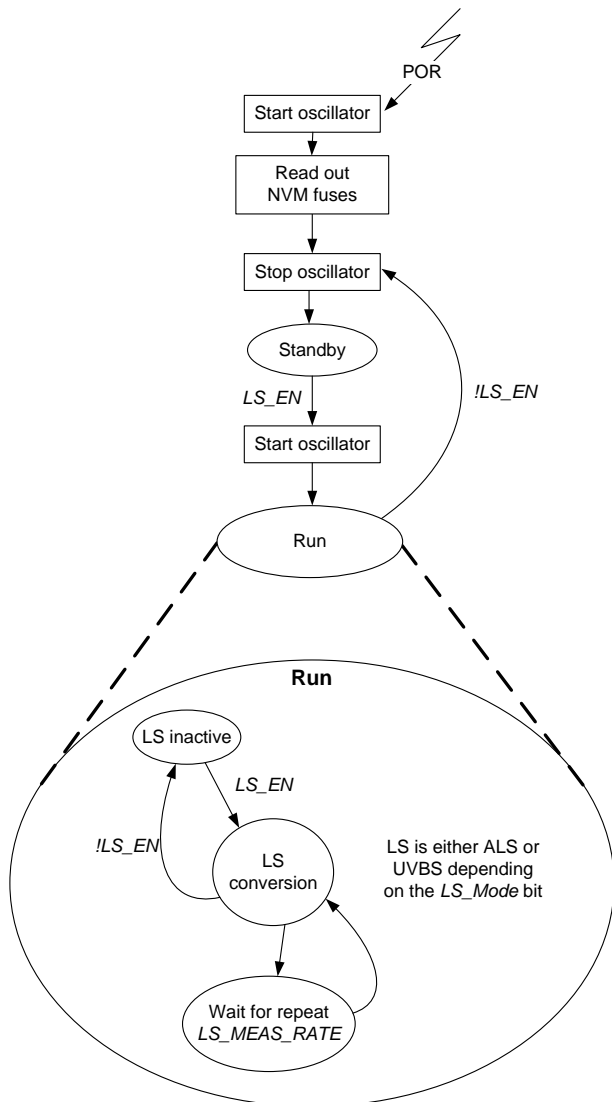 POR
Start oscillator
Read out
NVM fuses
Stop oscillator
Standby
LS_EN
!LS_EN
Start oscillator
Run
Run
LS inactive
LS_EN
!LS_EN
LS
conversion
LS is either ALS or
UVBS depending
on the LS_Mode bit
Wait for repeat
LS_MEAS_RATE